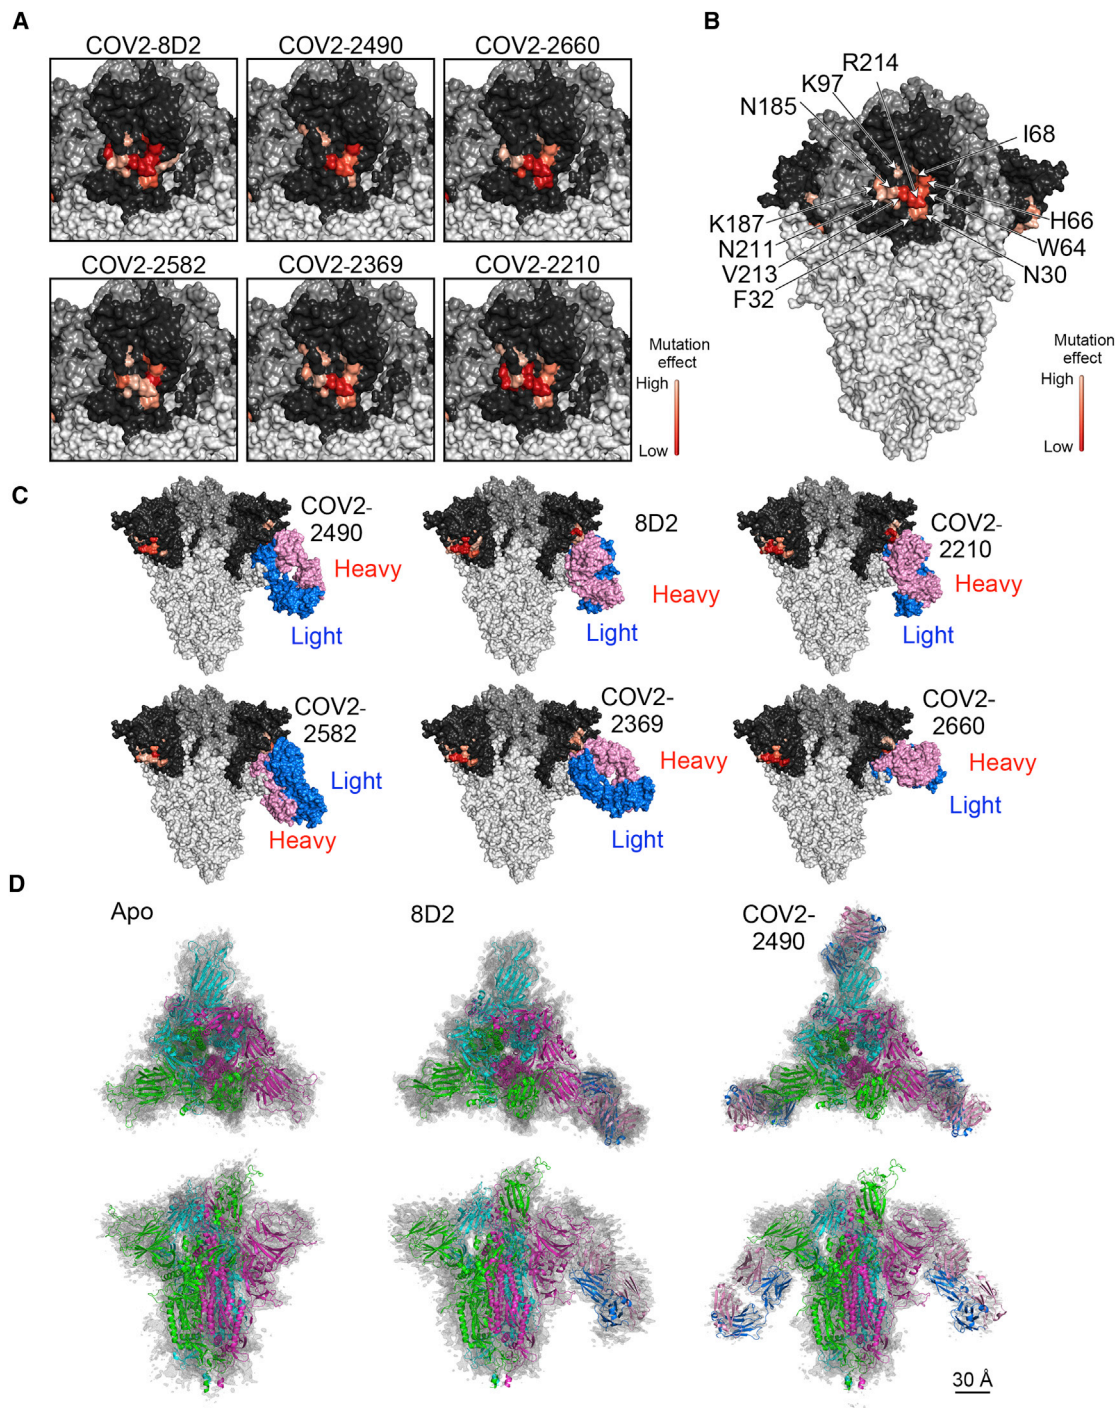 A
COV2-8D2
COV2-2490
COV2-2660
COV2-2582
COV2-2369
COV2-2210
Mutation
effect
High
Low
B
R214
K97
N185
I68
K187
N211
V213
F32
H66
W64
N30
Mutation
effect
High
Low
C
COV2-
2490
Heavy
Light
8D2
Heavy
Light
COV2-
2210
Heavy
Light
COV2-
2582
Light
Heavy
COV2-
2369
Heavy
Light
COV2-
2660
Heavy
Light
D
Apo
8D2
COV2-
2490
30 Å